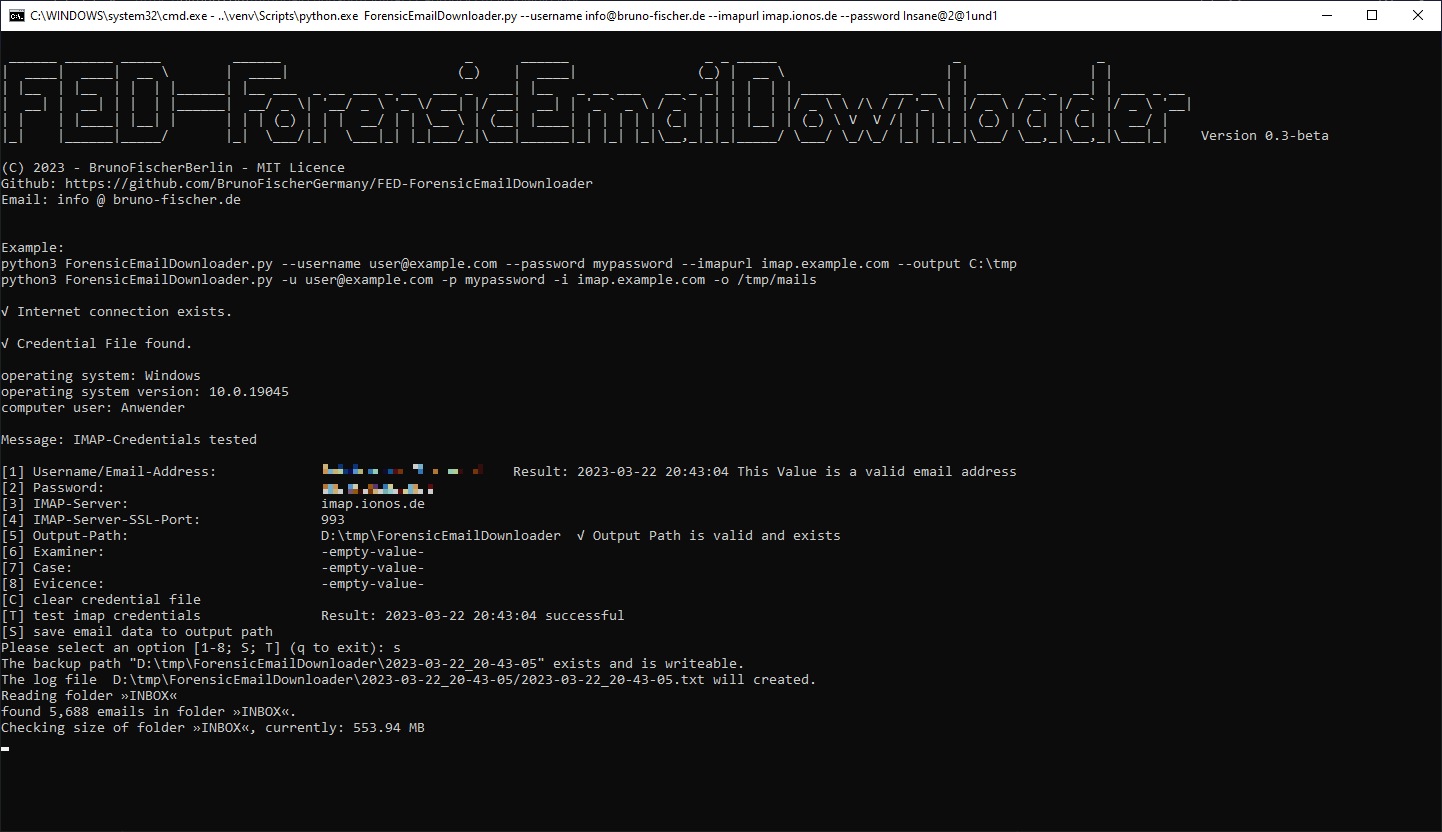 C:\WINDOWS\system32\cmd.exe - ..\venv\Scripts\python.exe ForensicEmailDownloader.py --username info@bruno-fischer.de --imapurl imap.ionos.de --password Insane@2@1und1
FED-ForensicEmailDownloader Version 0.3-beta
(C) 2023 - BrunoFischerBerlin - MIT Licence
Github: https://github.com/BrunoFischerGermany/FED-ForensicEmailDownloader
Email: info @ bruno-fischer.de
Example:
python3 ForensicEmailDownloader.py --username user@example.com --password mypassword --imapurl imap.example.com --output C:\tmp
python3 ForensicEmailDownloader.py -u user@example.com -p mypassword -i imap.example.com -o /tmp/mails
√ Internet connection exists.
√ Credential File found.
operating system: Windows
operating system version: 10.0.19045
computer user: Anwender
Message: IMAP-Credentials tested
[1] Username/Email-Address: Result: 2023-03-22 20:43:04 This Value is a valid email address
[2] Password:
[3] IMAP-Server: imap.ionos.de
[4] IMAP-Server-SSL-Port: 993
[5] Output-Path: D:\tmp\ForensicEmailDownloader √ Output Path is valid and exists
[6] Examiner: -empty-value-
[7] Case: -empty-value-
[8] Evicence: -empty-value-
[C] clear credential file
[T] test imap credentials Result: 2023-03-22 20:43:04 successful
[S] save email data to output path
Please select an option [1-8; S; T] (q to exit): s
The backup path "D:\tmp\ForensicEmailDownloader\2023-03-22_20-43-05" exists and is writeable.
The log file  D:\tmp\ForensicEmailDownloader\2023-03-22_20-43-05/2023-03-22_20-43-05.txt will created.
Reading folder »INBOX«
found 5,688 emails in folder »INBOX«.
Checking size of folder »INBOX«, currently: 553.94 MB